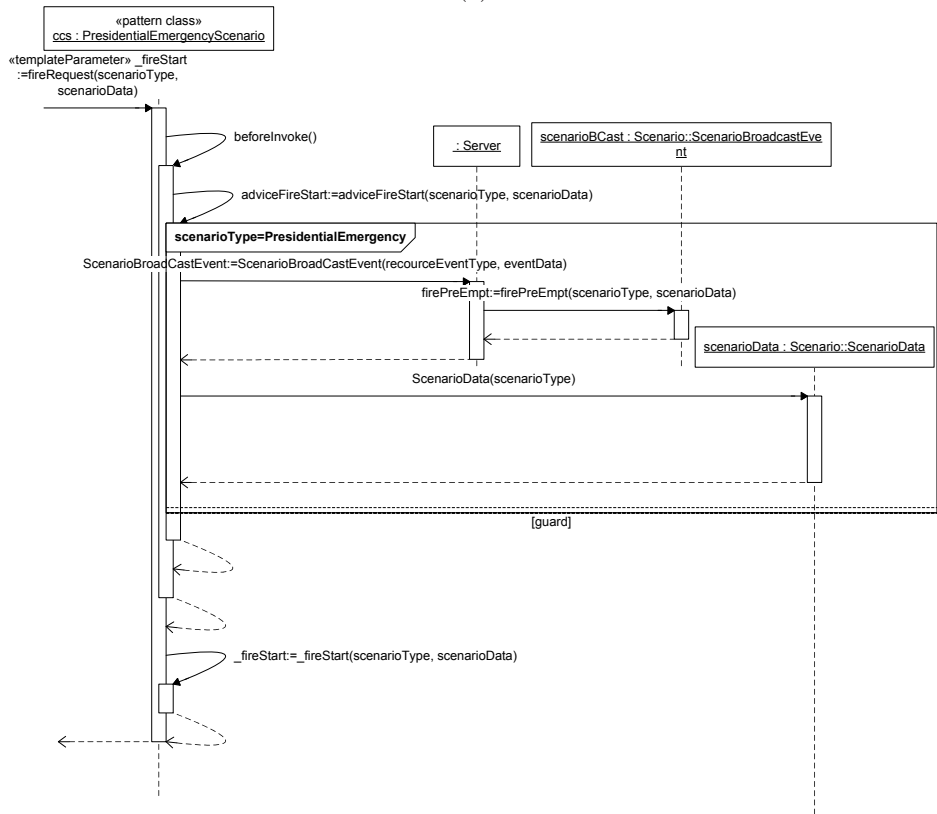 «pattern class»
ccs : PresidentialEmergencyScenario
«templateParameter» _fireStart
:=fireRequest(scenarioType,
scenarioData)
beforeInvoke()
_: Server
scenarioBCast : Scenario::ScenarioBroadcastEve
nt
adviceFireStart:=adviceFireStart(scenarioType, scenarioData)
scenarioType=PresidentialEmergency
ScenarioBroadCastEvent:=ScenarioBroadCastEvent(recourceEventType, eventData)
firePreEmpt:=firePreEmpt(scenarioType, scenarioData)
scenarioData : Scenario::ScenarioData
ScenarioData(scenarioType)
[guard]
_fireStart:=_fireStart(scenarioType, scenarioData)